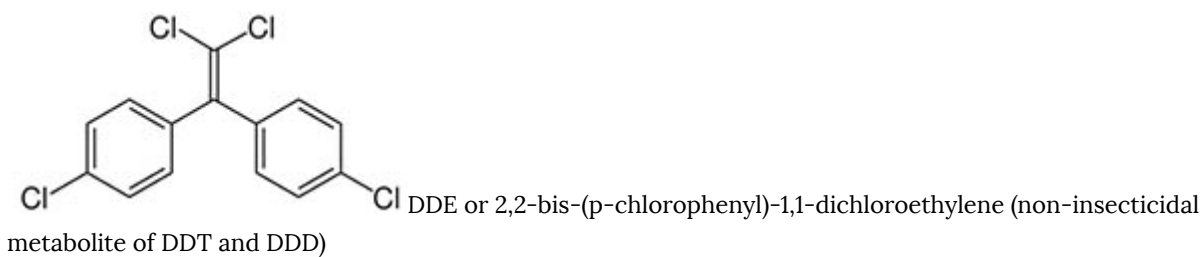 Cl Cl
Cl Cl DDE or 2,2-bis-(p-chlorophenyl)-1,1-dichloroethylene (non-insecticidal
metabolite of DDT and DDD)